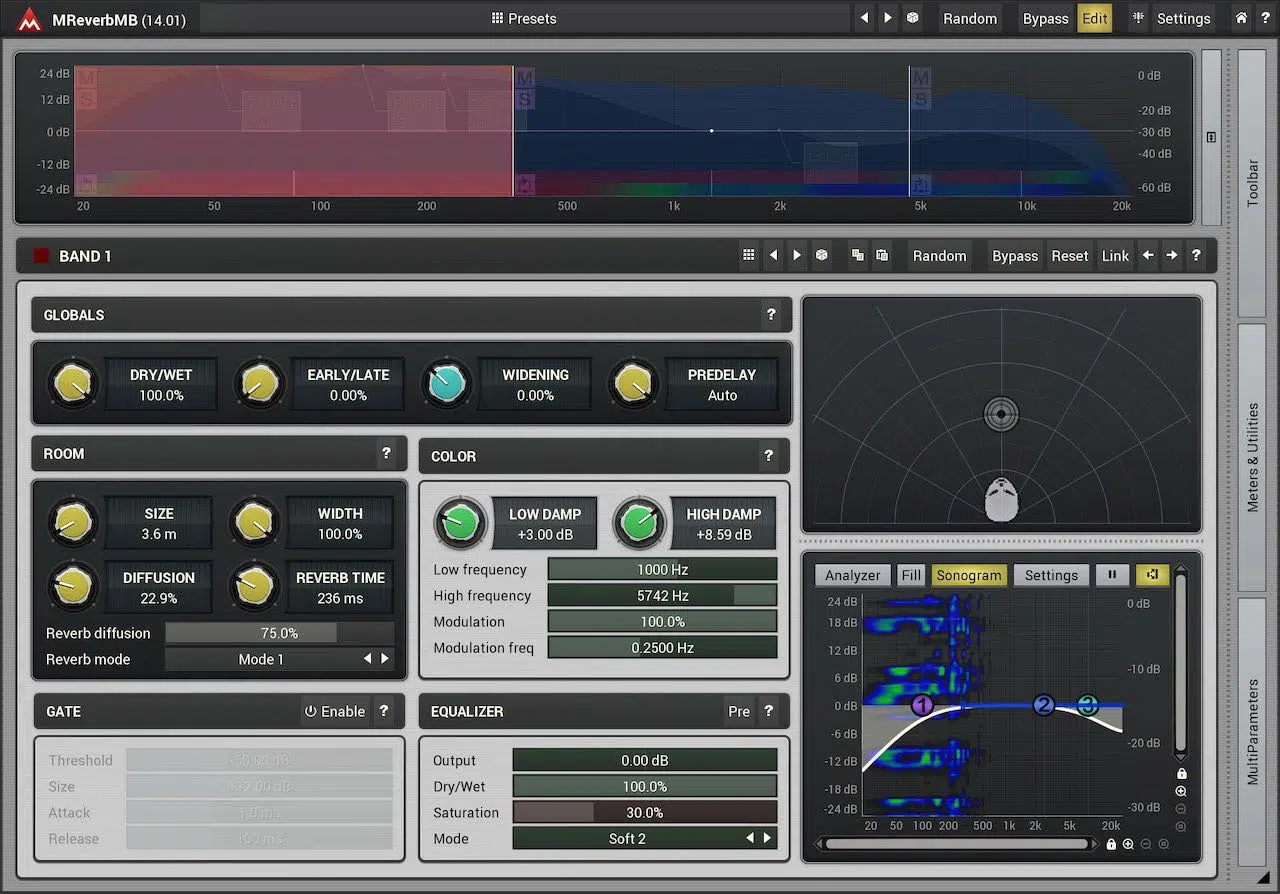 MReverbMB (14.01) Presets Random Bypass Edit Settings ?
24 dB M M M 0 dB
12 dB S S S -20 dB
0 dB -30 dB
-12 dB -40 dB
-24 dB -60 dB
20 50 100 200 500 1k 2k 5k 10k 20k
Toolbar
BAND 1 Random Bypass Reset Link ?
GLOBALS ?
DRY/WET EARLY/LATE WIDENING PREDELAY
100.0% 0.00% 0.00% Auto
ROOM ?
SIZE WIDTH
3.6 m 100.0%
DIFFUSION REVERB TIME
22.9% 236 ms
Reverb diffusion 75.0%
Reverb mode Mode 1
COLOR ?
LOW DAMP HIGH DAMP
+3.00 dB +8.59 dB
Low frequency 1000 Hz
High frequency 5742 Hz
Modulation 100.0%
Modulation freq 0.2500 Hz
GATE Enable ?
Threshold -50.00 dB
Size +12.00 dB
Attack 1.0 ms
Release 100 ms
EQUALIZER Pre ?
Output 0.00 dB
Dry/Wet 100.0%
Saturation 30.0%
Mode Soft 2
Analyzer Fill Sonogram Settings
24 dB 0 dB
18 dB
12 dB -10 dB
6 dB
0 dB 1 2 3
-6 dB -20 dB
-12 dB
-18 dB
-24 dB -30 dB
20 50 100 200 500 1k 2k 5k 20k
Meters & Utilities
MultiParameters